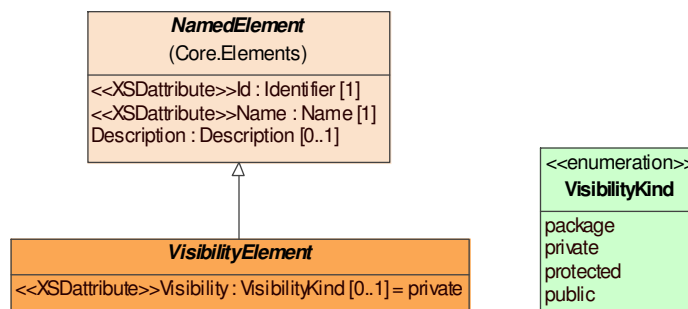 NamedElement
(Core.Elements)
<<XSDattribute>>Id : Identifier [1]
<<XSDattribute>>Name : Name [1]
Description : Description [0..1]
VisibilityElement
<<XSDattribute>>Visibility : VisibilityKind [0..1] = private
<<enumeration>>
VisibilityKind
package
private
protected
public